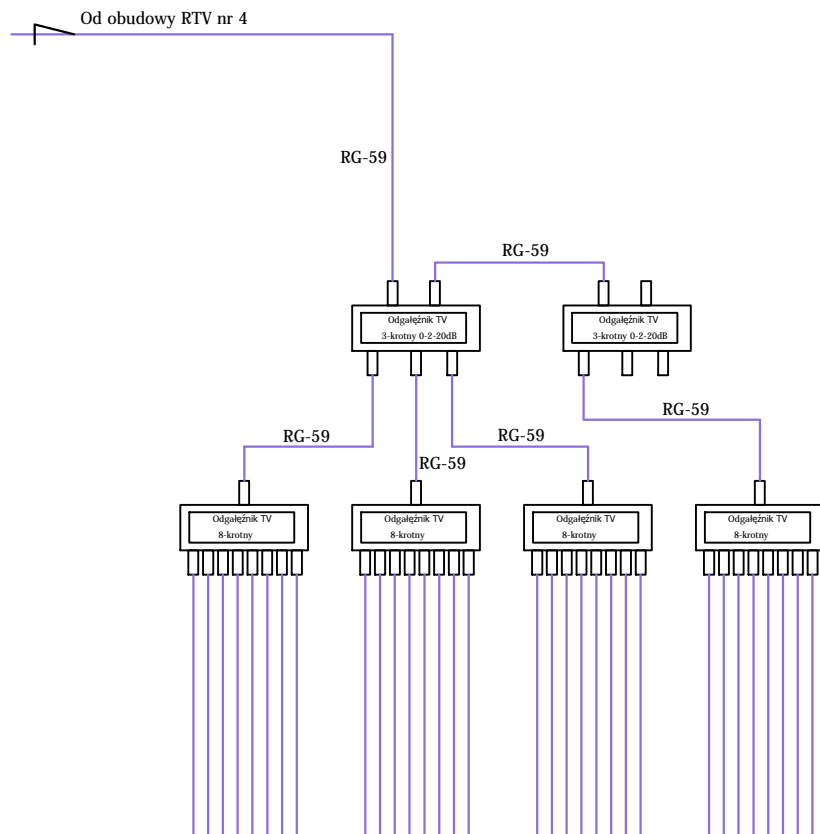 Od obudowy RTV nr 4
RG-59
RG-59
Odgałęźnik TV
3-krotny 0-2-20dB
Odgałęźnik TV
3-krotny 0-2-20dB
RG-59
RG-59
RG-59
RG-59
Odgałęźnik TV
8-krotny
Odgałęźnik TV
8-krotny
Odgałęźnik TV
8-krotny
Odgałęźnik TV
8-krotny